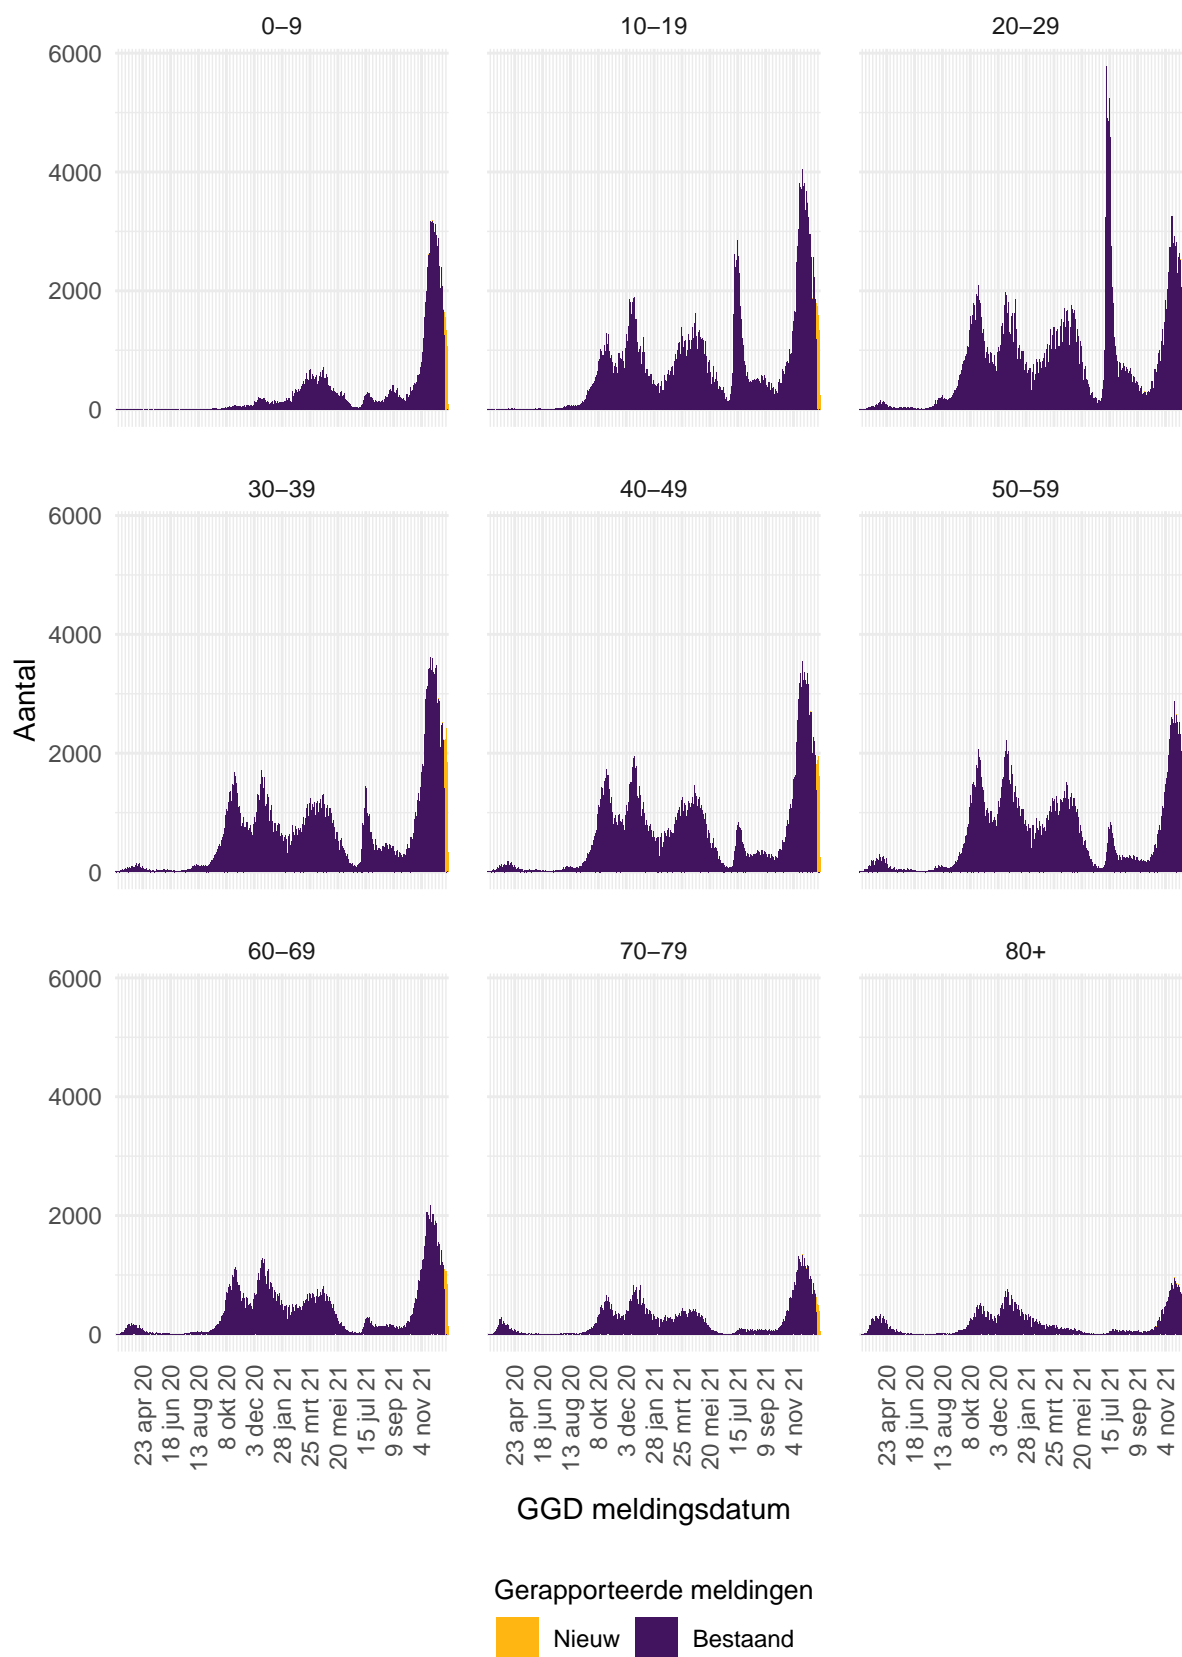 0–9 10–19 20–29
6000
4000
2000
0
30–39 40–49 50–59
6000
4000
2000
0
60–69 70–79 80+
6000
4000
2000
0
Aantal
23 apr 20 18 jun 20 13 aug 20 8 okt 20 3 dec 20 28 jan 21 25 mrt 21 20 mei 21 15 jul 21 9 sep 21 4 nov 21
23 apr 20 18 jun 20 13 aug 20 8 okt 20 3 dec 20 28 jan 21 25 mrt 21 20 mei 21 15 jul 21 9 sep 21 4 nov 21
23 apr 20 18 jun 20 13 aug 20 8 okt 20 3 dec 20 28 jan 21 25 mrt 21 20 mei 21 15 jul 21 9 sep 21 4 nov 21
GGD meldingsdatum
Gerapporteerde meldingen
Nieuw Bestaand